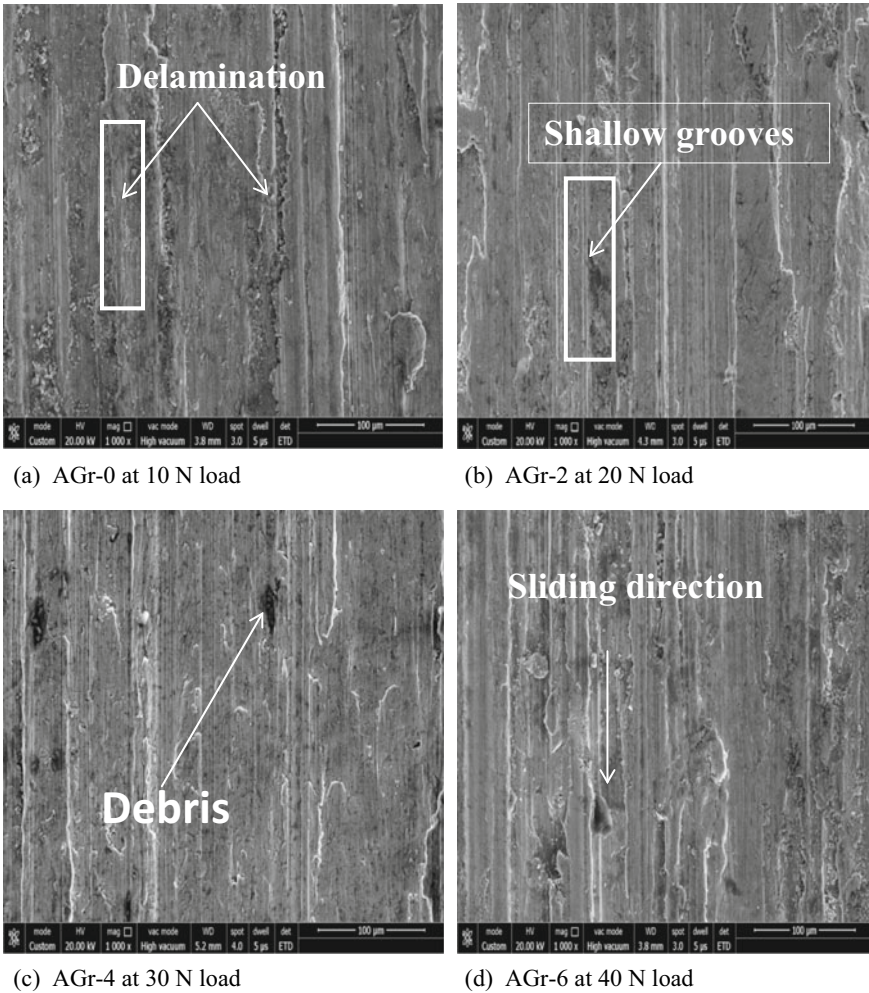 Delamination
mode HV mag □ vac mode WD spot dwell det 100 µm
Custom 20.00 kV 1 000 x High vacuum 3.8 mm 3.0 5 µs ETD
(a) AGr-0 at 10 N load
Shallow grooves
mode HV mag □ vac mode WD spot dwell det 100 µm
Custom 20.00 kV 1 000 x High vacuum 4.3 mm 3.0 5 µs ETD
(b) AGr-2 at 20 N load
Debris
mode HV mag □ vac mode WD spot dwell det 100 µm
Custom 20.00 kV 1 000 x High vacuum 5.2 mm 4.0 5 µs ETD
(c) AGr-4 at 30 N load
Sliding direction
mode HV mag □ vac mode WD spot dwell det 100 µm
Custom 20.00 kV 1 000 x High vacuum 3.8 mm 3.0 5 µs ETD
(d) AGr-6 at 40 N load